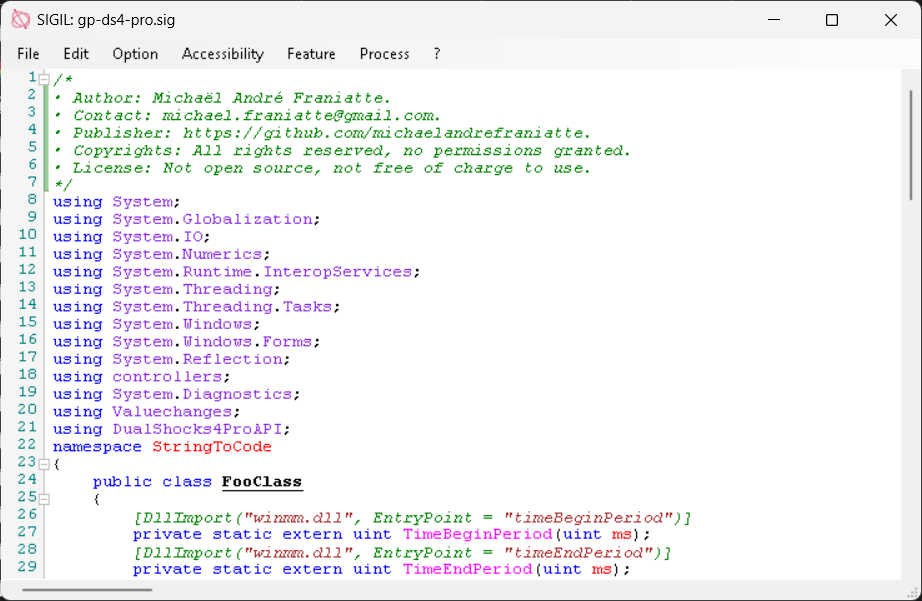 SIGIL: gp-ds4-pro.sig
File Edit Option Accessibility Feature Process ?
1 /*
2 • Author: Michaël André Franiatte.
3 • Contact: michael.franiatte@gmail.com.
4 • Publisher: https://github.com/michaelandrefraniatte.
5 • Copyrights: All rights reserved, no permissions granted.
6 • License: Not open source, not free of charge to use.
7 */
8 using System;
9 using System.Globalization;
10 using System.IO;
11 using System.Numerics;
12 using System.Runtime.InteropServices;
13 using System.Threading;
14 using System.Threading.Tasks;
15 using System.Windows;
16 using System.Windows.Forms;
17 using System.Reflection;
18 using controllers;
19 using System.Diagnostics;
20 using Valuechanges;
21 using DualShocks4ProAPI;
22 namespace StringToCode
23 {
24 public class FooClass
25 {
26 [DllImport("winmm.dll", EntryPoint = "timeBeginPeriod")]
27 private static extern uint TimeBeginPeriod(uint ms);
28 [DllImport("winmm.dll", EntryPoint = "timeEndPeriod")]
29 private static extern uint TimeEndPeriod(uint ms);